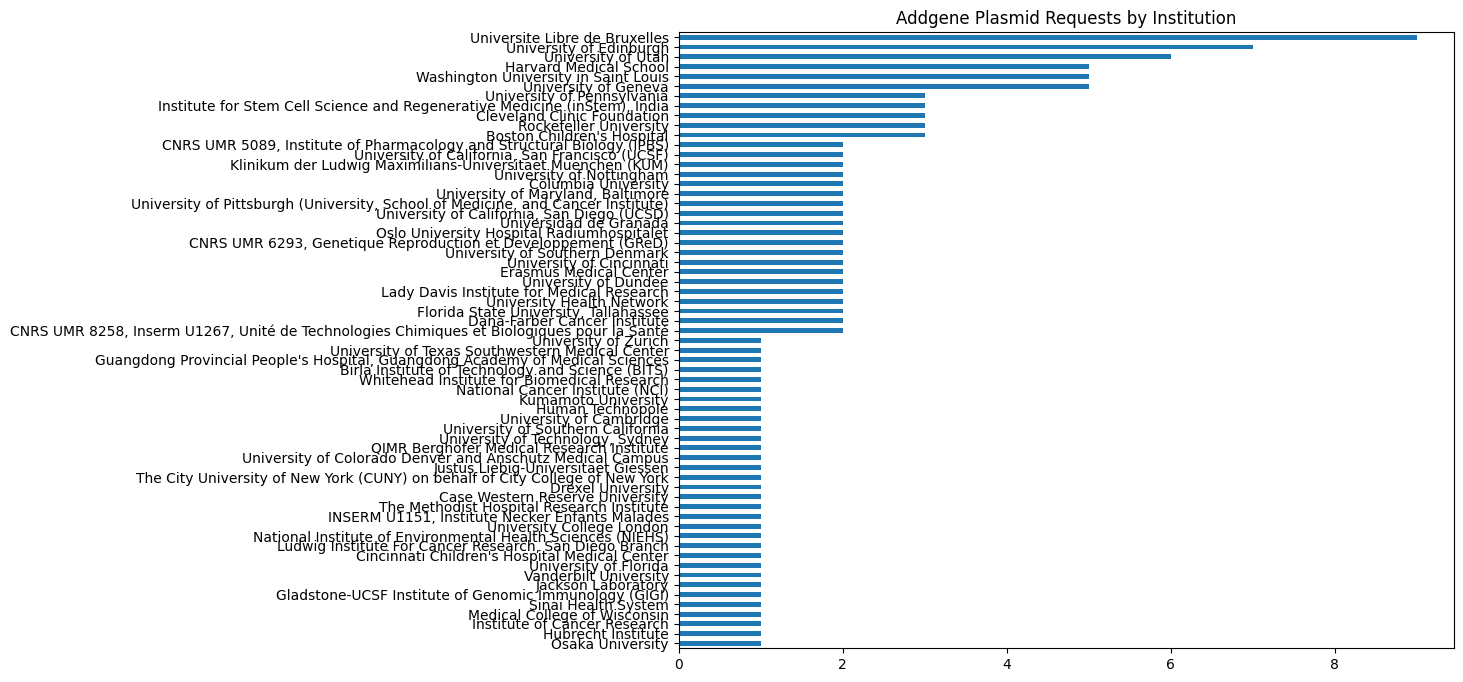 Addgene Plasmid Requests by Institution
Universite Libre de Bruxelles
University of Edinburgh
University of Utah
Harvard Medical School
Washington University in Saint Louis
University of Geneva
University of Pennsylvania
Institute for Stem Cell Science and Regenerative Medicine (inStem), India
Cleveland Clinic Foundation
Rockefeller University
Boston Children's Hospital
CNRS UMR 5089, Institute of Pharmacology and Structural Biology (IPBS)
University of California, San Francisco (UCSF)
Klinikum der Ludwig Maximilians-Universitaet Muenchen (KUM)
University of Nottingham
Columbia University
University of Maryland, Baltimore
University of Pittsburgh (University, School of Medicine, and Cancer Institute)
University of California, San Diego (UCSD)
Universidad de Granada
Oslo University Hospital Radiumhospitalet
CNRS UMR 6293, Genetique Reproduction et Developpement (GReD)
University of Southern Denmark
University of Cincinnati
Erasmus Medical Center
University of Dundee
Lady Davis Institute for Medical Research
University Health Network
Florida State University, Tallahassee
Dana-Farber Cancer Institute
CNRS UMR 8258, Inserm U1267, Unité de Technologies Chimiques et Biologiques pour la Sante
University of Zurich
University of Texas Southwestern Medical Center
Guangdong Provincial People's Hospital, Guangdong Academy of Medical Sciences
Birla Institute of Technology and Science (BITS)
Whitehead Institute for Biomedical Research
National Cancer Institute (NCI)
Kumamoto University
Human Technopole
University of Cambridge
University of Southern California
University of Technology, Sydney
QIMR Berghofer Medical Research Institute
University of Colorado Denver and Anschutz Medical Campus
Justus Liebig-Universitaet Giessen
The City University of New York (CUNY) on behalf of City College of New York
Drexel University
Case Western Reserve University
The Methodist Hospital Research Institute
INSERM U1151, Institute Necker Enfants Malades
University College London
National Institute of Environmental Health Sciences (NIEHS)
Ludwig Institute For Cancer Research, San Diego Branch
Cincinnati Children's Hospital Medical Center
University of Florida
Vanderbilt University
Jackson Laboratory
Gladstone-UCSF Institute of Genomic Immunology (GIGI)
Sinai Health System
Medical College of Wisconsin
Institute of Cancer Research
Hubrecht Institute
Osaka University
0 2 4 6 8